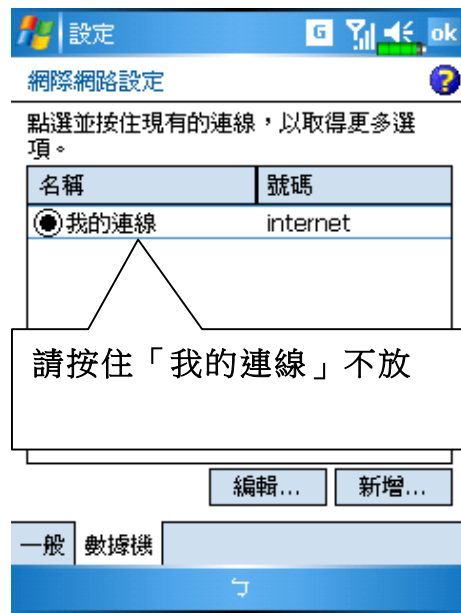 設定 G ok
網際網路設定 ?
點選並按住現有的連線，以取得更多選
項。
名稱 號碼
我的連線 internet
請按住「我的連線」不放
編輯... 新增...
一般 數據機
ㄅ